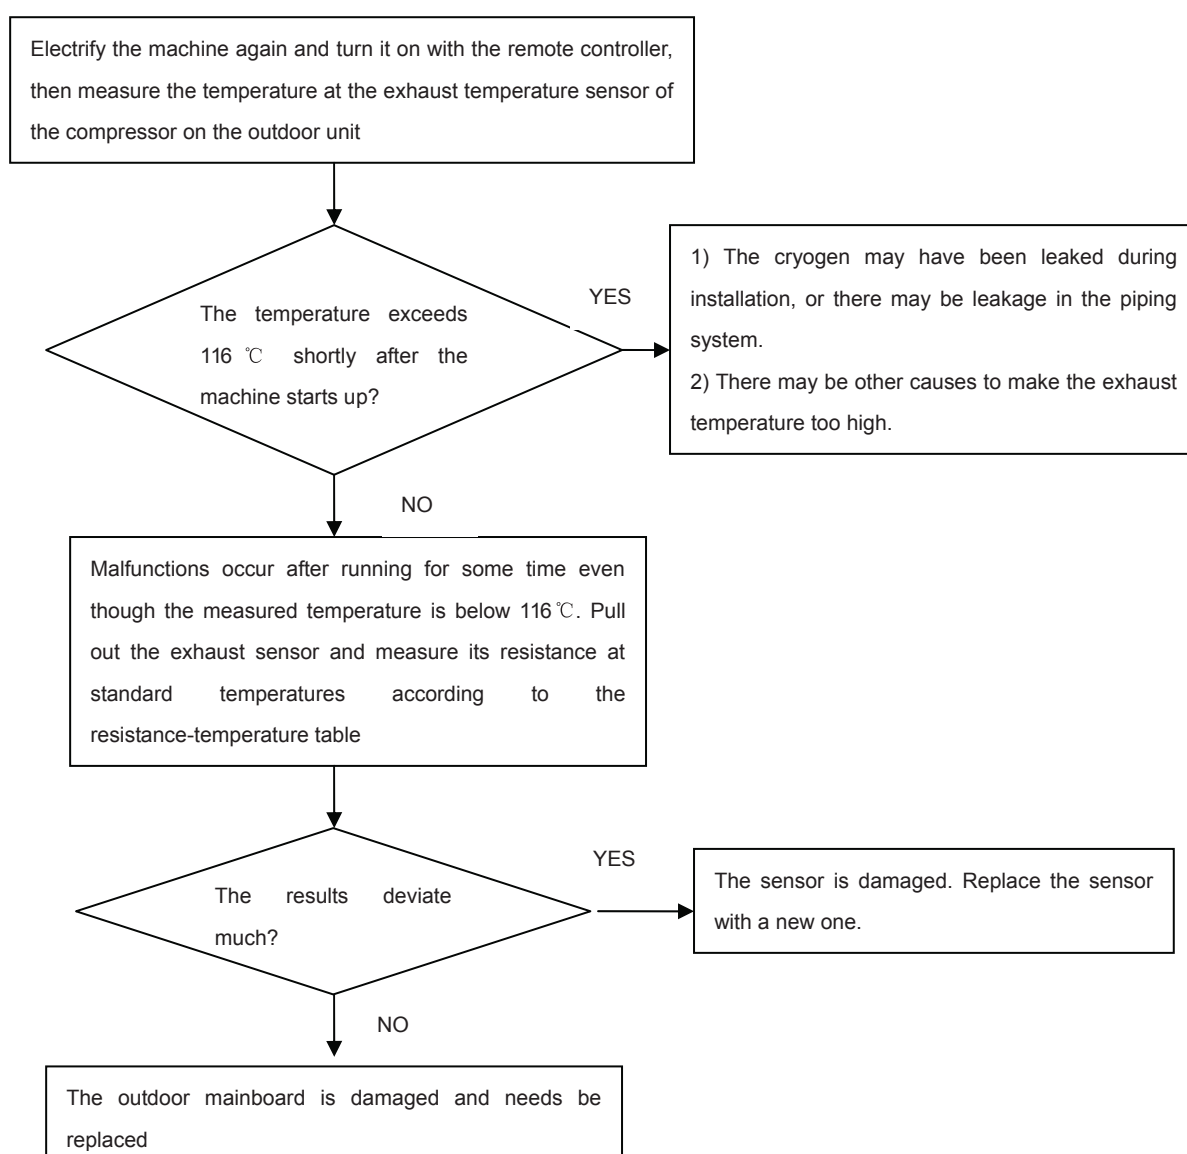 Electrify the machine again and turn it on with the remote controller,
then measure the temperature at the exhaust temperature sensor of
the compressor on the outdoor unit
The temperature exceeds
116 ℃ shortly after the
machine starts up?
YES
1) The cryogen may have been leaked during
installation, or there may be leakage in the piping
system.
2) There may be other causes to make the exhaust
temperature too high.
NO
Malfunctions occur after running for some time even
though the measured temperature is below 116℃. Pull
out the exhaust sensor and measure its resistance at
standard temperatures according to the
resistance-temperature table
The results deviate
much?
YES
The sensor is damaged. Replace the sensor
with a new one.
NO
The outdoor mainboard is damaged and needs be
replaced